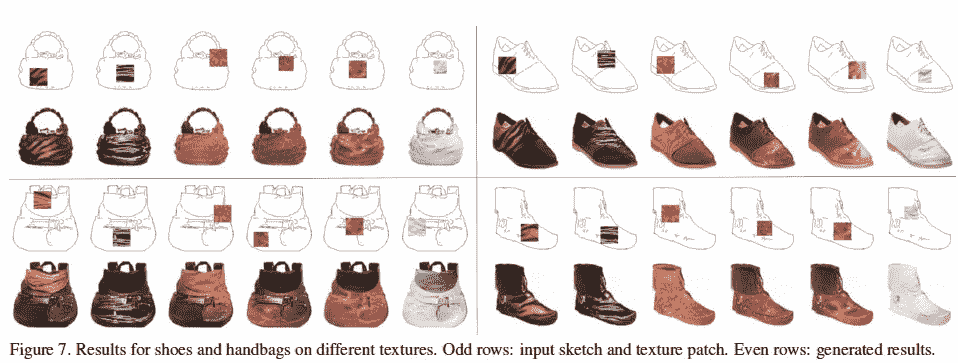 Figure 7. Results for shoes and handbags on different textures. Odd rows: input sketch and texture patch. Even rows: generated results.